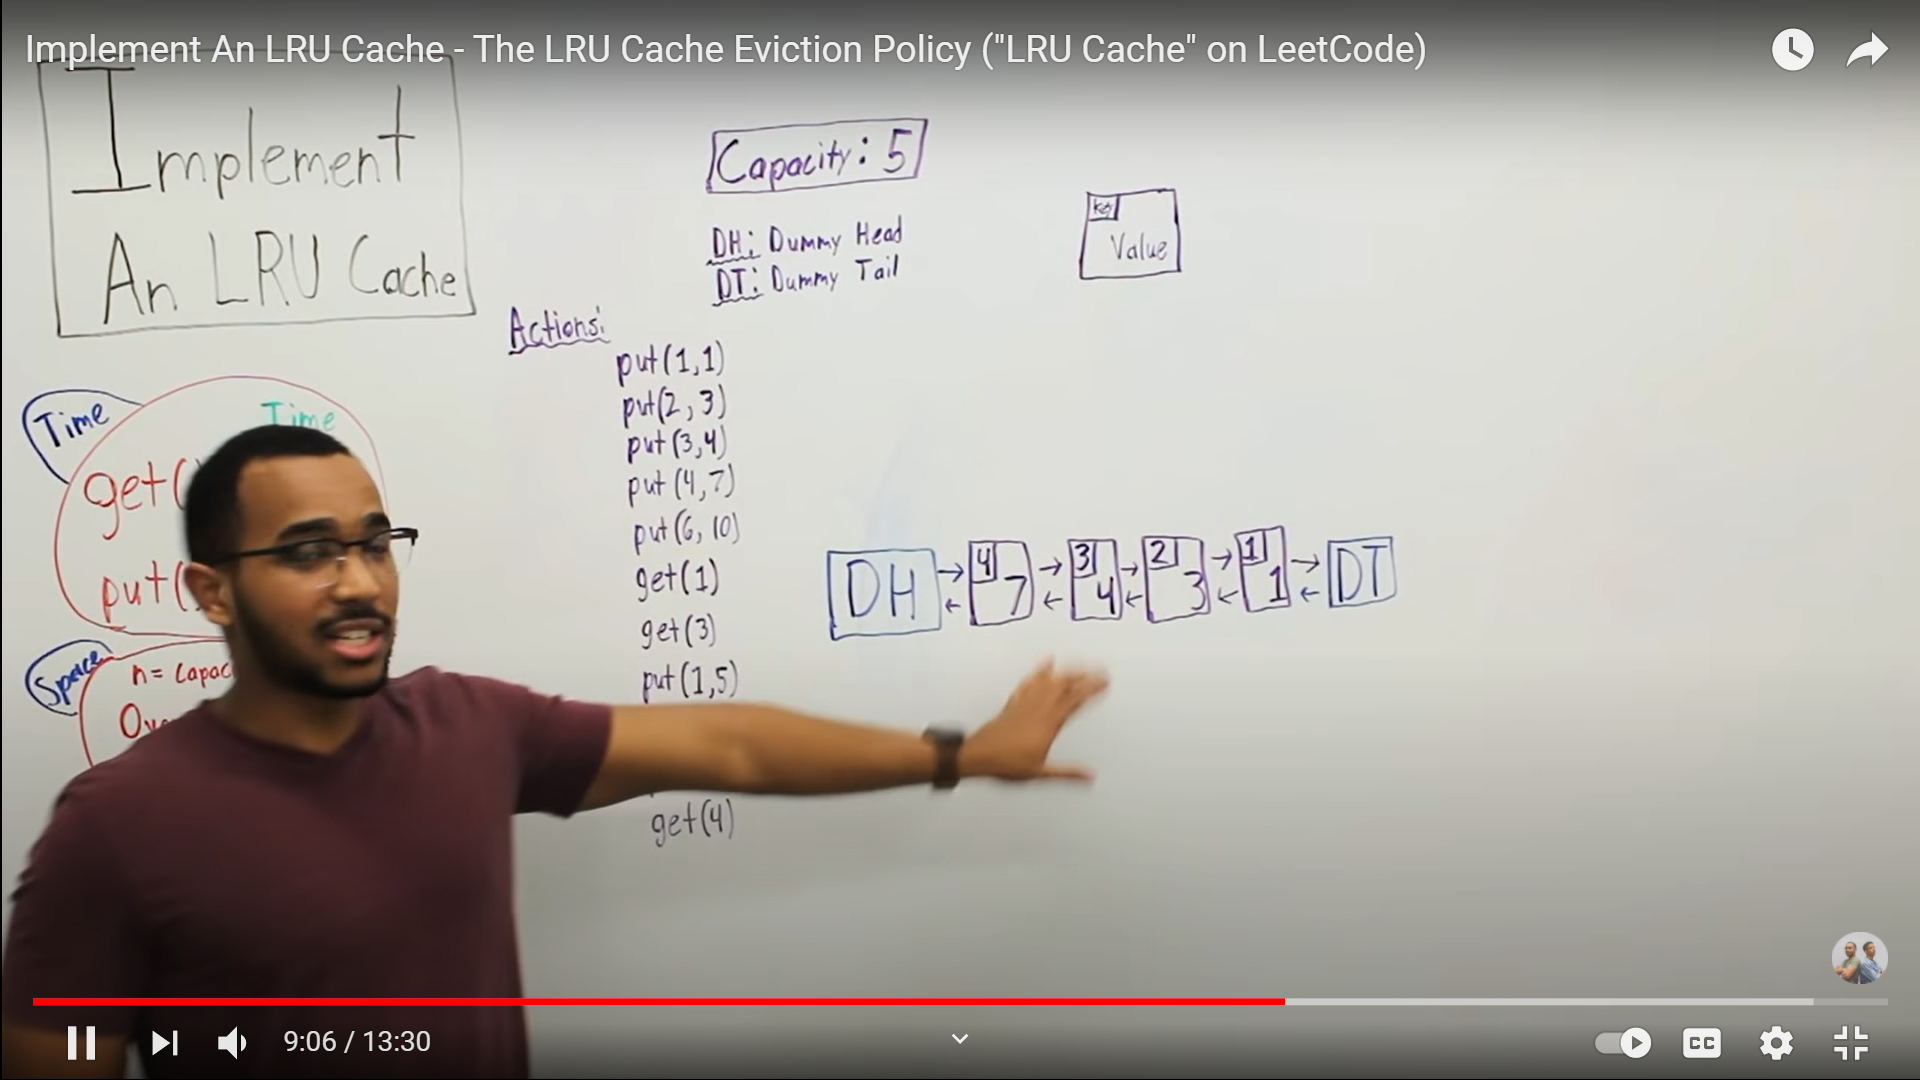 Implement An LRU Cache - The LRU Cache Eviction Policy ("LRU Cache" on LeetCode)
Implement
An LRU Cache
Capacity: 5
DH: Dummy Head
DT: Dummy Tail
Key
Value
Actions:
put(1,1)
put(2, 3)
put(3,4)
put(4,7)
put(6, 10)
get(1)
get(3)
put(1,5)
get(4)
Time
Time
get(
put(
Space
n=
DH → 4 7 → 3 4 → 2 3 → 1 1 → DT
← ← ← ← ←
9:06 / 13:30
CC